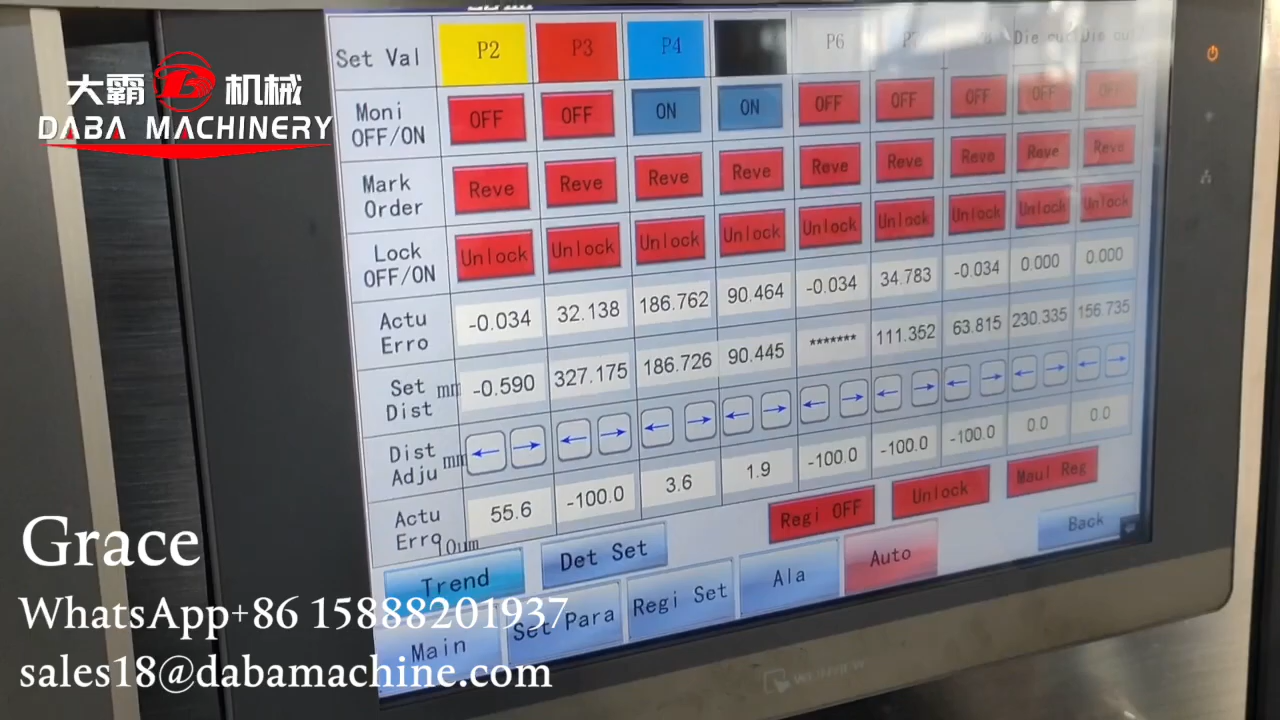 大霸 机械
DABA MACHINERY
Set Val P2 P3 P4 P6
Moni OFF/ON OFF OFF ON ON OFF OFF OFF OFF OFF
Mark Order Reve Reve Reve Reve Reve Reve Reve Reve Reve
Lock OFF/ON Unlock Unlock Unlock Unlock Unlock Unlock Unlock Unlock Unlock
Actu Erro -0.034 32.138 186.762 90.464 -0.034 34.783 -0.034 0.000 0.000
Set Dist mm -0.590 327.175 186.726 90.445 ******* 111.352 63.815 230.335 156.735
Dist Adju mm ← → ← → ← → ← → ← → ← → ← → ← → ← →
Actu Erro 10um 55.6 -100.0 3.6 1.9 -100.0 -100.0 -100.0 0.0 0.0
Regi OFF Unlock Maul Reg
Trend Det Set Back
Main Set Para Regi Set Ala Auto
Grace
WhatsApp+86 15888201937
sales18@dabamachine.com